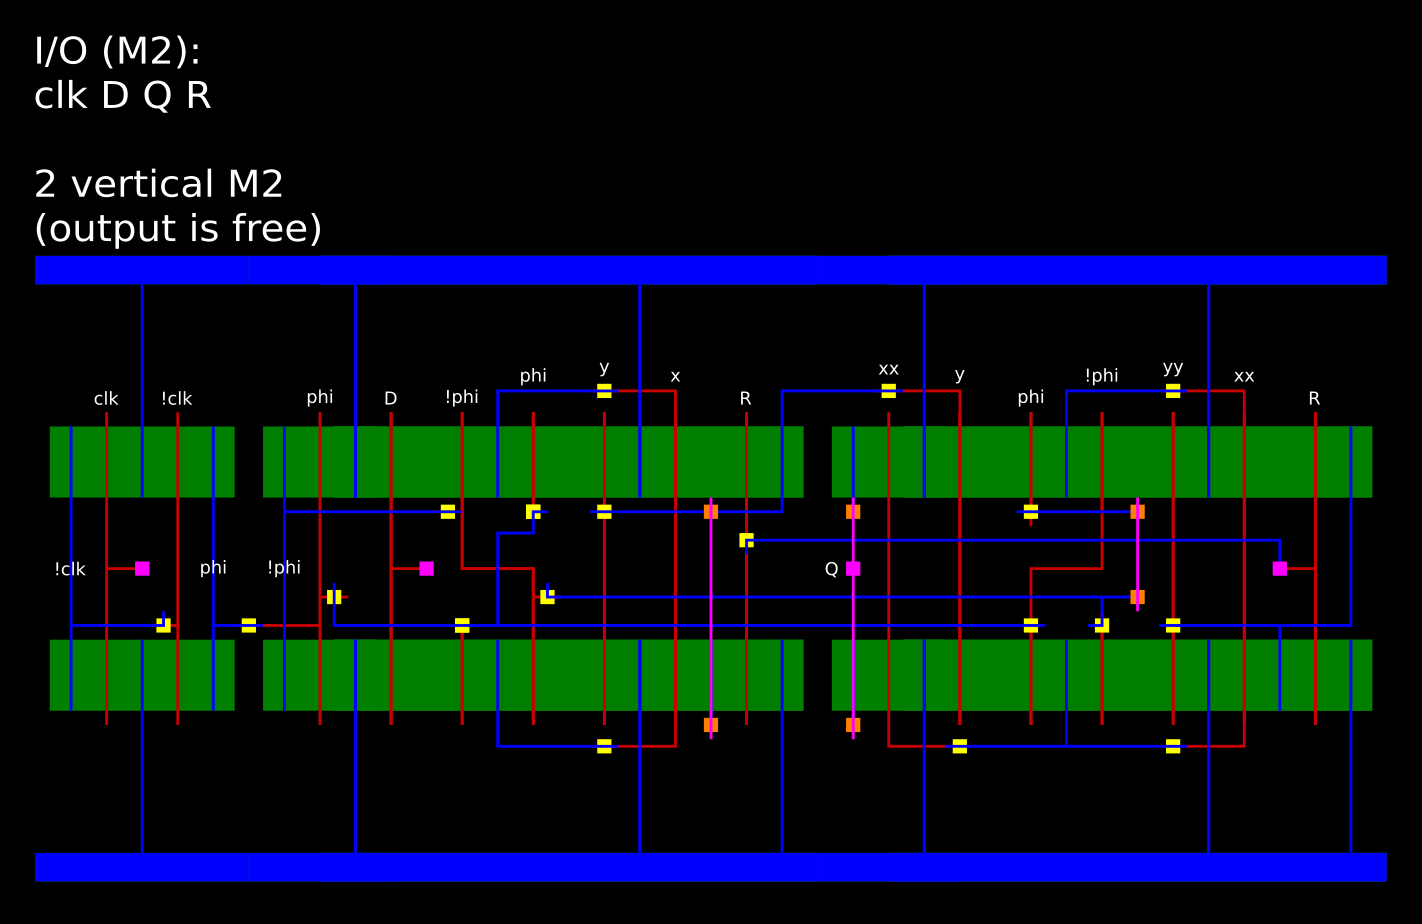 I/O (M2):
clk D Q R
2 vertical M2
(output is free)
phi y x xx y !phi yy xx
clk !clk phi D !phi R phi R
!clk phi !phi Q